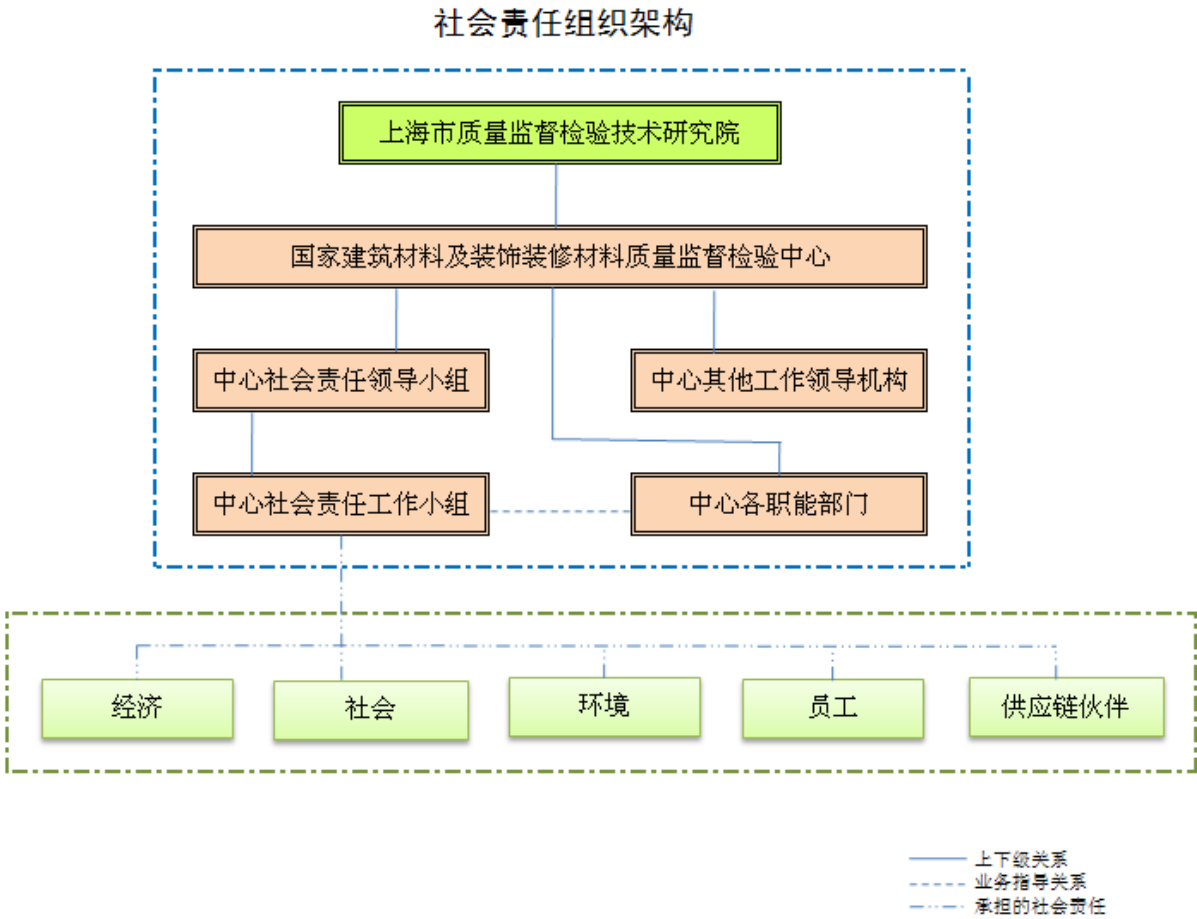 社会责任组织架构
上海市质量监督检验技术研究院
国家建筑材料及装饰装修材料质量监督检验中心
中心社会责任领导小组
中心其他工作领导机构
中心社会责任工作小组
中心各职能部门
经济
社会
环境
员工
供应链伙伴
上下级关系
业务指导关系
承担的社会责任